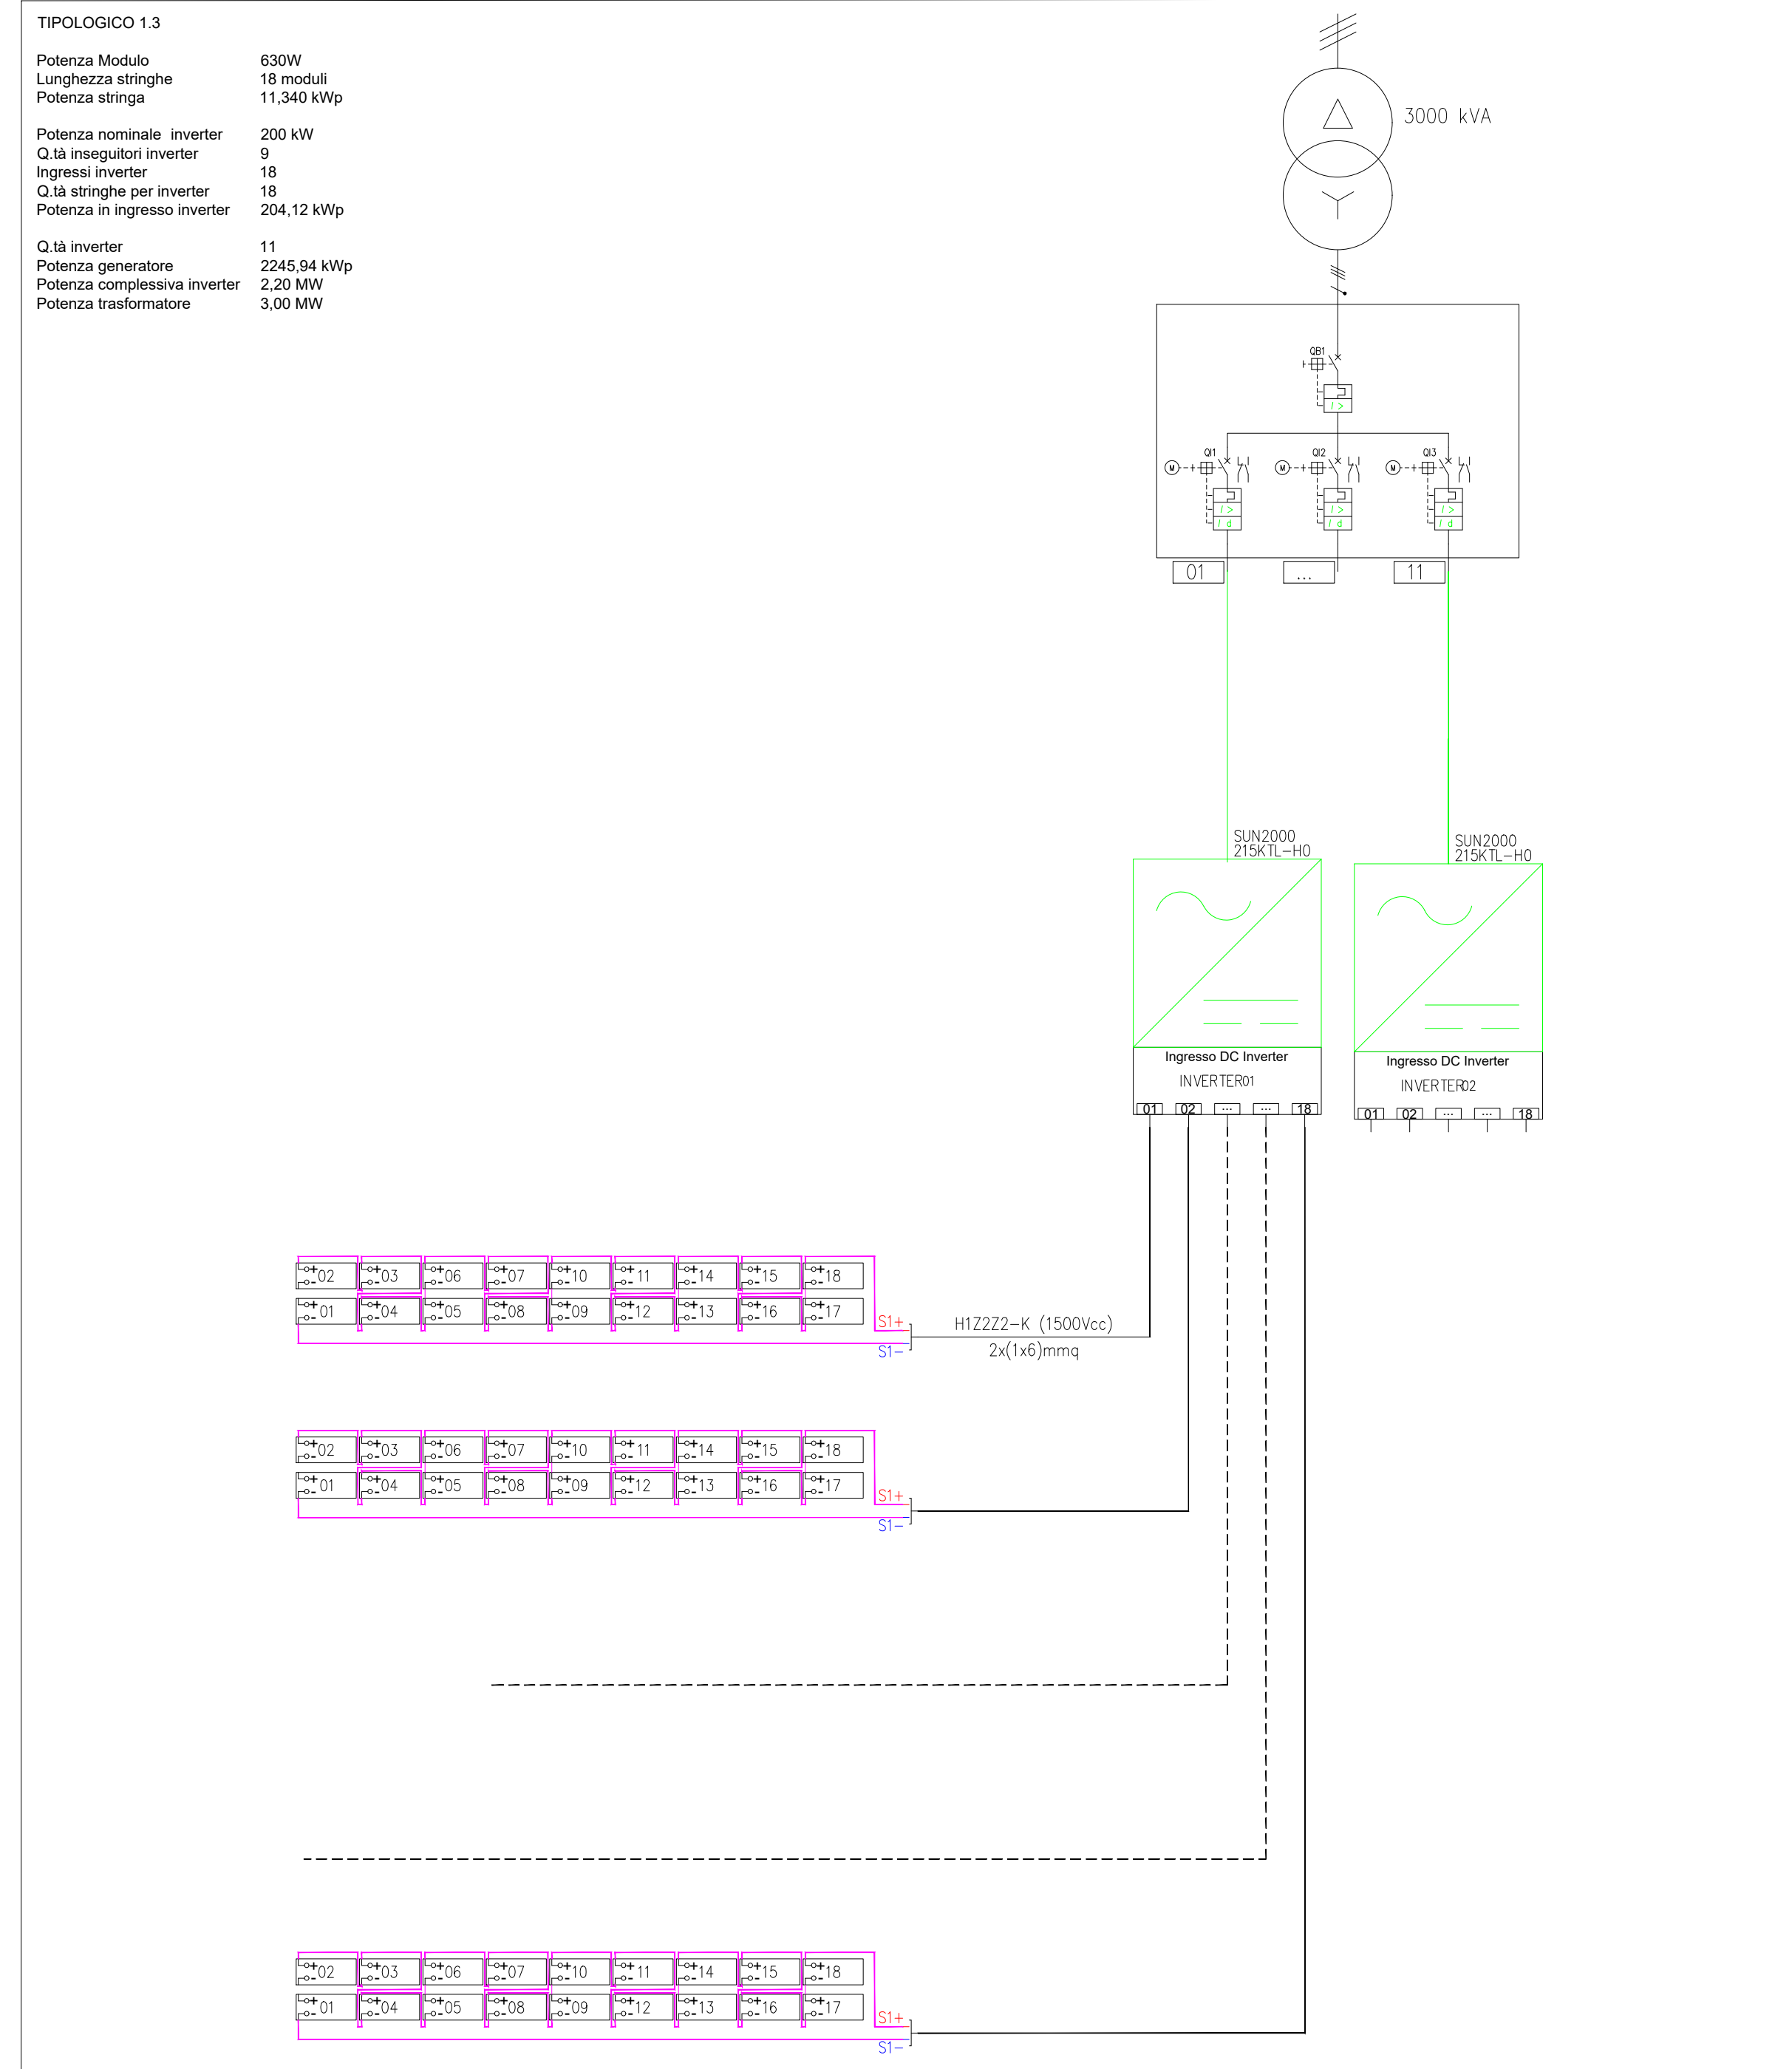 TIPOLOGICO 1.3
Potenza Modulo 630W
Lunghezza stringhe 18 moduli
Potenza stringa 11,340 kWp
Potenza nominale inverter 200 kW
Q.tà inseguitori inverter 9
Ingressi inverter 18
Q.tà stringhe per inverter 18
Potenza in ingresso inverter 204,12 kWp
Q.tà inverter 11
Potenza generatore 2245,94 kWp
Potenza complessiva inverter 2,20 MW
Potenza trasformatore 3,00 MW
3000 kVA
QB1
I >
QI1 QI2 QI3
M M M
I > I > I >
I d I d I d
01 ... 11
SUN2000
215KTL-H0
SUN2000
215KTL-H0
Ingresso DC Inverter
INVERTER01
01 02 ... ... 18
Ingresso DC Inverter
INVERTER02
01 02 ... ... 18
02 03 06 07 10 11 14 15 18
01 04 05 08 09 12 13 16 17
S1+
S1-
H1Z2Z2-K (1500Vcc)
2x(1x6)mmq
02 03 06 07 10 11 14 15 18
01 04 05 08 09 12 13 16 17
S1+
S1-
02 03 06 07 10 11 14 15 18
01 04 05 08 09 12 13 16 17
S1+
S1-